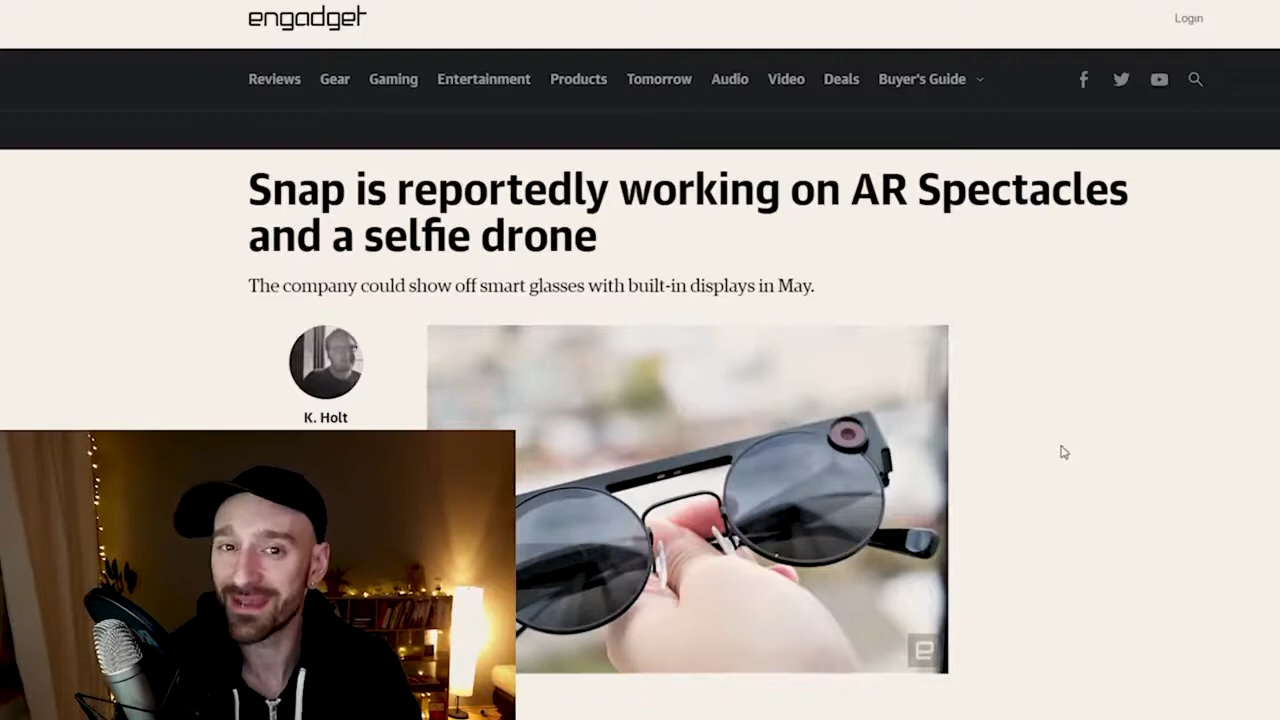 engadget
Login
Reviews Gear Gaming Entertainment Products Tomorrow Audio Video Deals Buyer's Guide
Snap is reportedly working on AR Spectacles
and a selfie drone
The company could show off smart glasses with built-in displays in May.
K. Holt
e